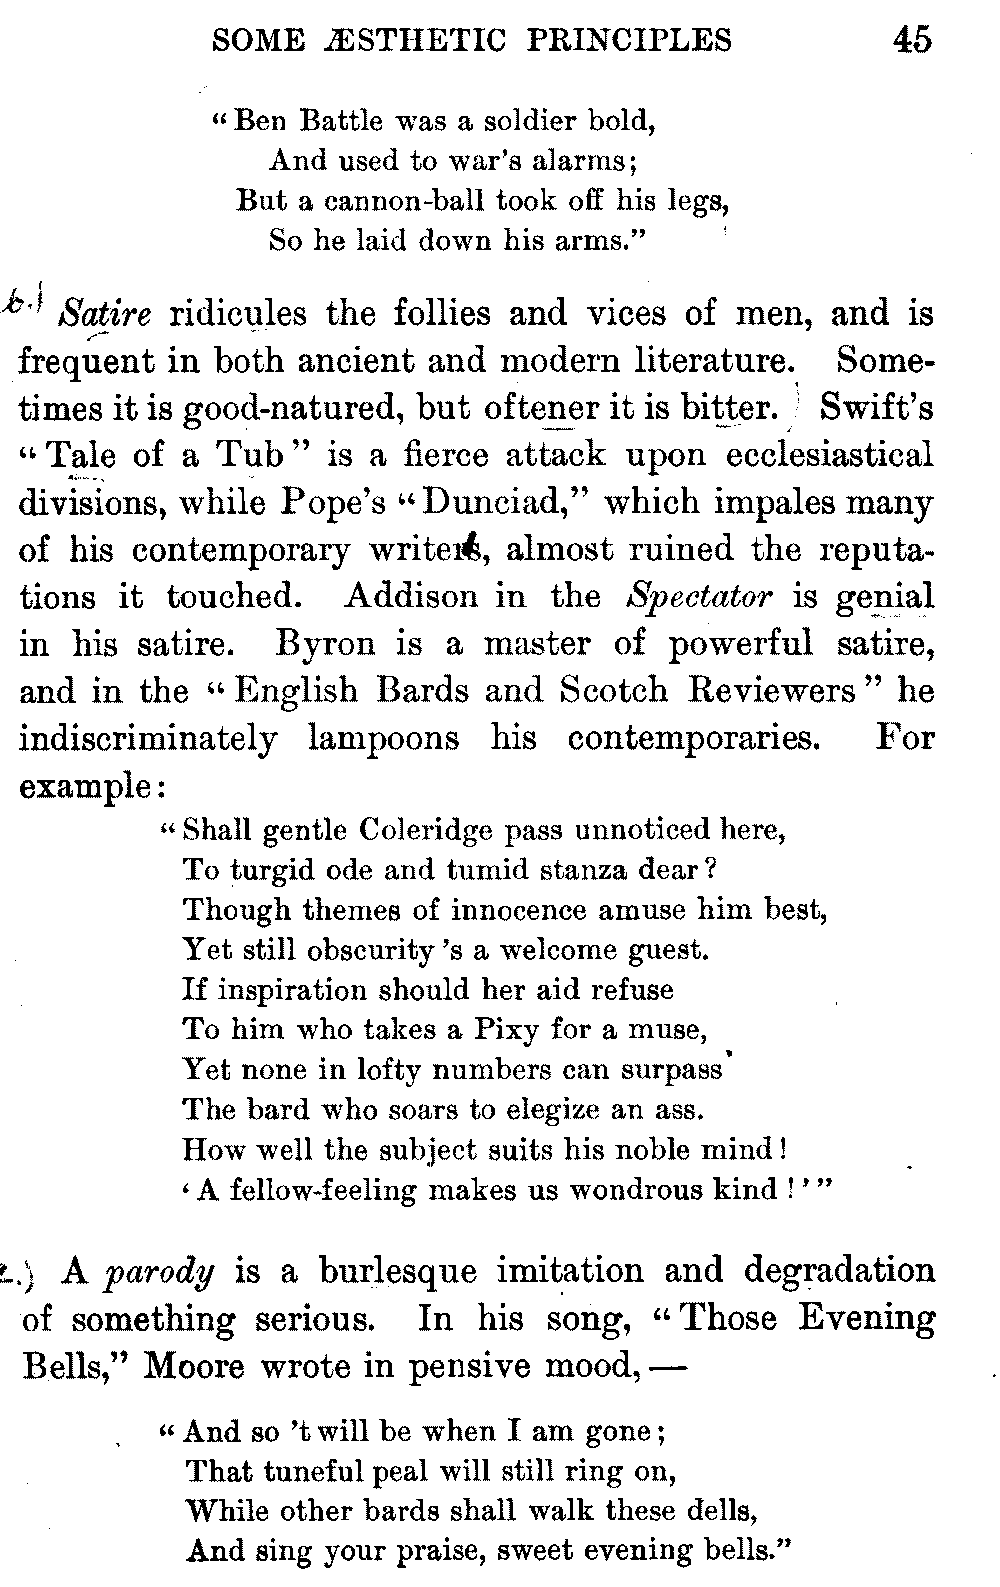 SOME ÆSTHETIC PRINCIPLES 45
“Ben Battle was a soldier bold,
And used to war's alarms;
But a cannon-ball took off his legs,
So he laid down his arms.”
b.) Satire ridicules the follies and vices of men, and is
frequent in both ancient and modern literature. Some-
times it is good-natured, but oftener it is bitter. Swift's
“Tale of a Tub” is a fierce attack upon ecclesiastical
divisions, while Pope's “Dunciad,” which impales many
of his contemporary writers, almost ruined the reputa-
tions it touched. Addison in the Spectator is genial
in his satire. Byron is a master of powerful satire,
and in the “English Bards and Scotch Reviewers” he
indiscriminately lampoons his contemporaries. For
example:
“Shall gentle Coleridge pass unnoticed here,
To turgid ode and tumid stanza dear?
Though themes of innocence amuse him best,
Yet still obscurity 's a welcome guest.
If inspiration should her aid refuse
To him who takes a Pixy for a muse,
Yet none in lofty numbers can surpass
The bard who soars to elegize an ass.
How well the subject suits his noble mind!
‘A fellow-feeling makes us wondrous kind!’”
A parody is a burlesque imitation and degradation
of something serious. In his song, “Those Evening
Bells,” Moore wrote in pensive mood,—
“And so 't will be when I am gone;
That tuneful peal will still ring on,
While other bards shall walk these dells,
And sing your praise, sweet evening bells.”